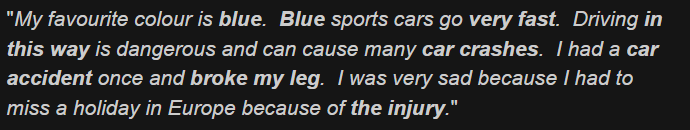 "My favourite colour is blue.  Blue sports cars go very fast.  Driving in
this way is dangerous and can cause many car crashes.  I had a car
accident once and broke my leg.  I was very sad because I had to
miss a holiday in Europe because of the injury."